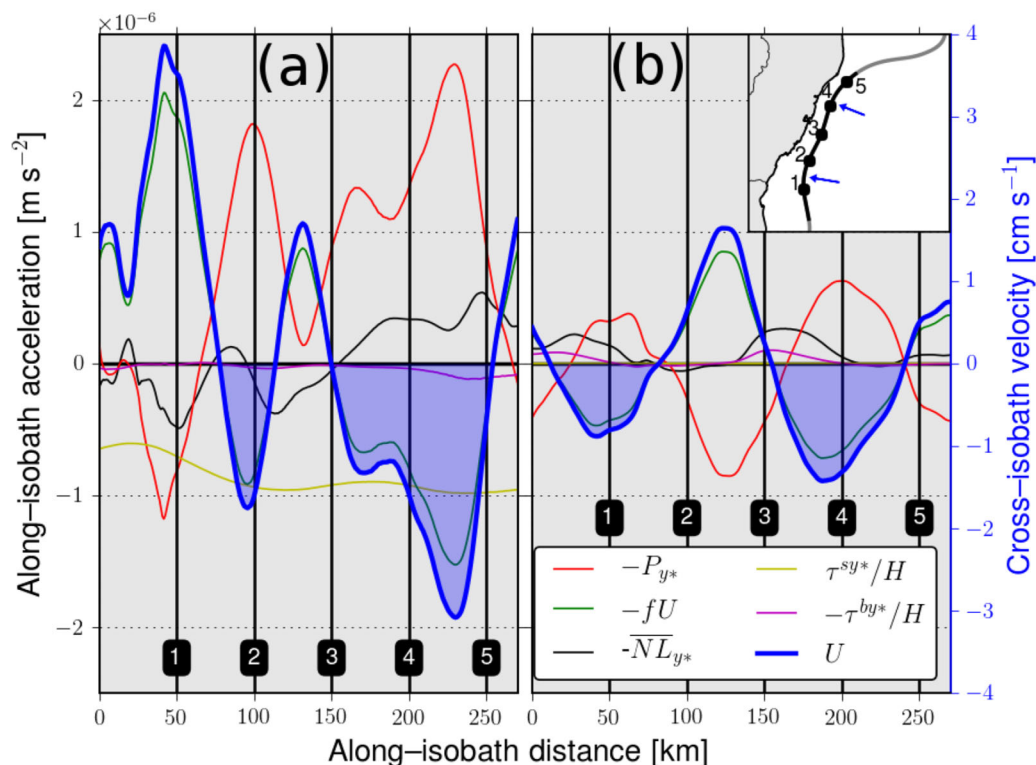 ×10⁻⁶
(a)
(b)
4
5
3
2
1
2
1
0
−1
−2
Along–isobath acceleration [m s⁻²]
4
3
2
1
0
−1
−2
−3
−4
Cross–isobath velocity [cm s⁻¹]
1 2 3 4 5
1 2 3 4 5
−P_{y*}
−fU
-\overline{NL}_{y*}
τ^{sy*}/H
−τ^{by*}/H
U
0 50 100 150 200 250
0 50 100 150 200 250
Along–isobath distance [km]